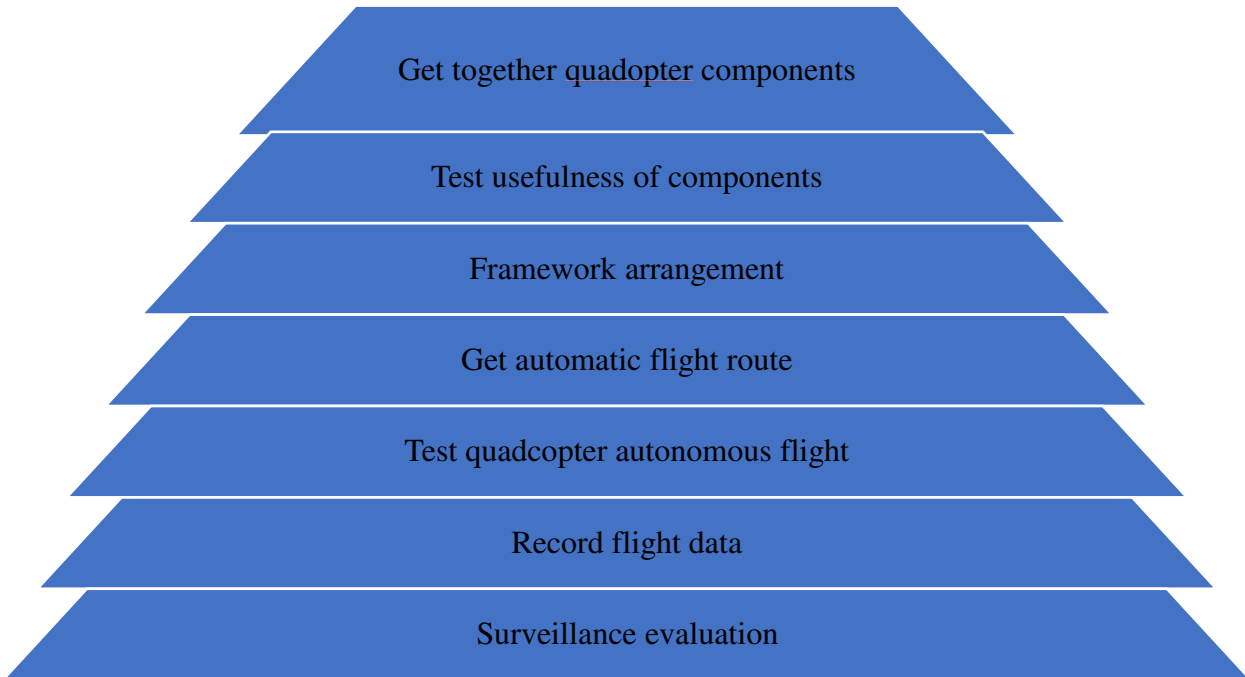 Get together quadopter components
Test usefulness of components
Framework arrangement
Get automatic flight route
Test quadcopter autonomous flight
Record flight data
Surveillance evaluation